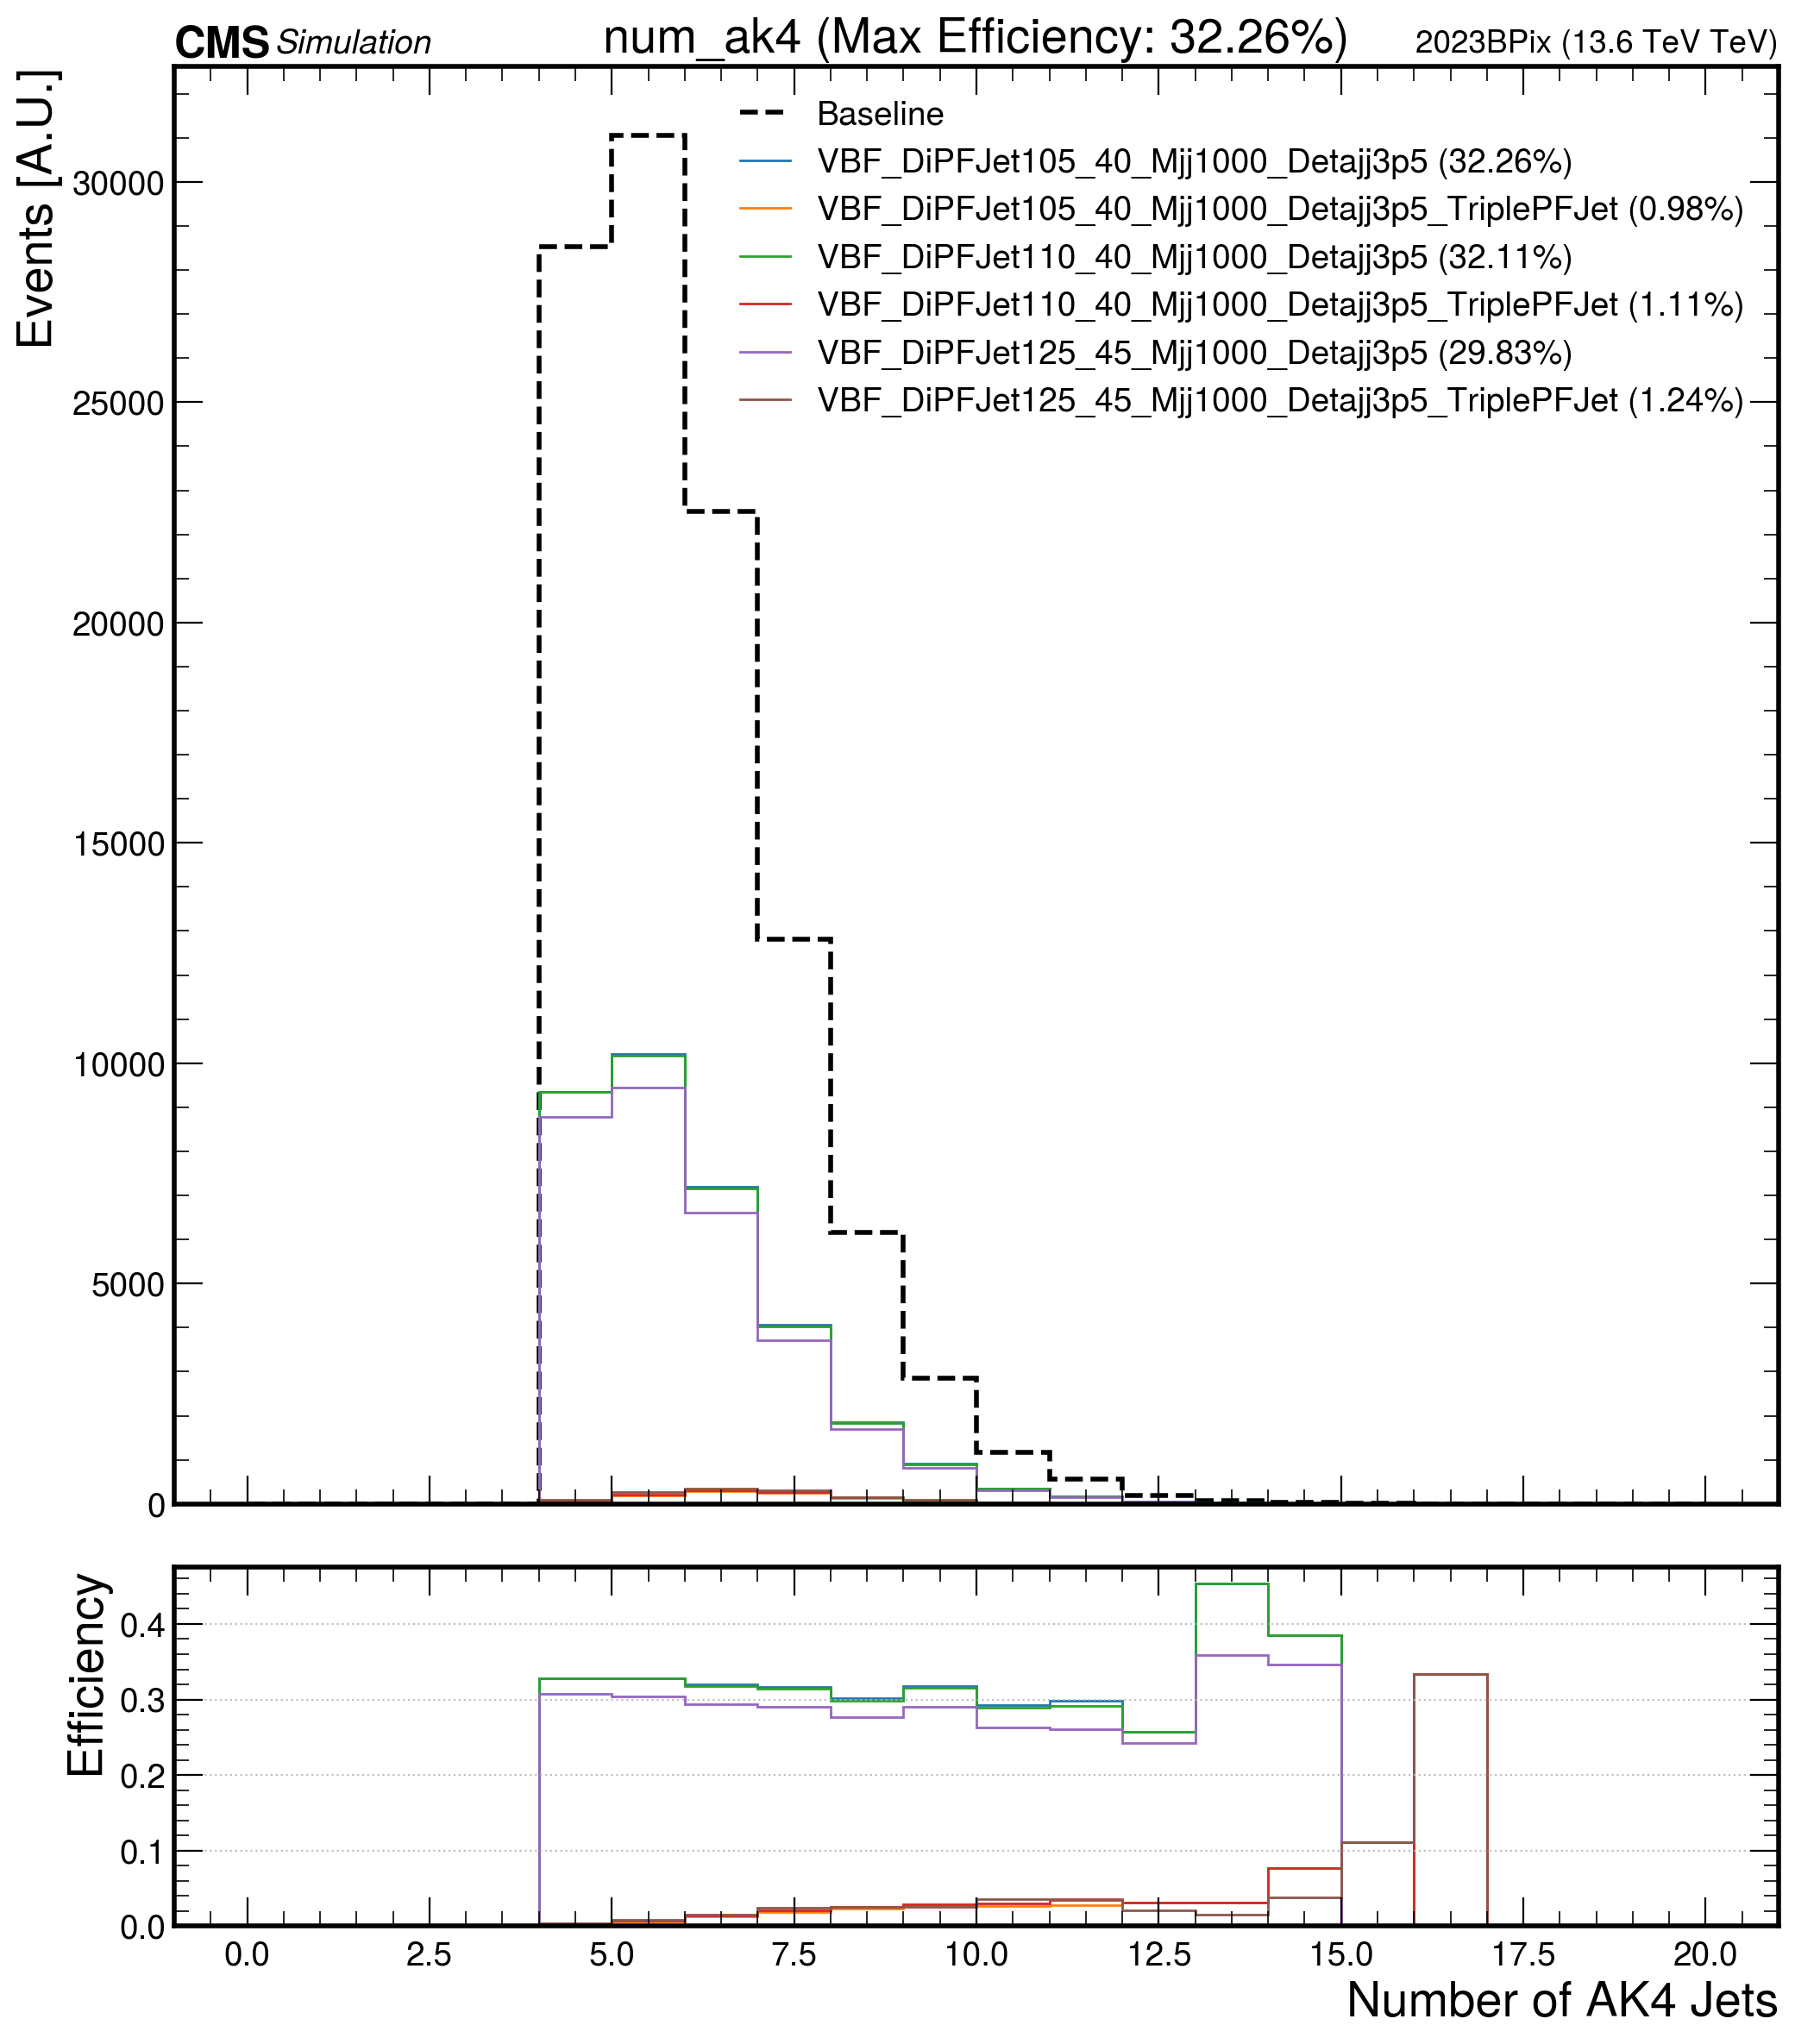 CMS Simulation num_ak4 (Max Efficiency: 32.26%) 2023BPix (13.6 TeV TeV)
Events [A.U.]
Baseline
VBF_DiPFJet105_40_Mjj1000_Detajj3p5 (32.26%)
VBF_DiPFJet105_40_Mjj1000_Detajj3p5_TriplePFJet (0.98%)
VBF_DiPFJet110_40_Mjj1000_Detajj3p5 (32.11%)
VBF_DiPFJet110_40_Mjj1000_Detajj3p5_TriplePFJet (1.11%)
VBF_DiPFJet125_45_Mjj1000_Detajj3p5 (29.83%)
VBF_DiPFJet125_45_Mjj1000_Detajj3p5_TriplePFJet (1.24%)
30000
25000
20000
15000
10000
5000
0
Efficiency
0.4
0.3
0.2
0.1
0.0
0.0 2.5 5.0 7.5 10.0 12.5 15.0 17.5 20.0
Number of AK4 Jets